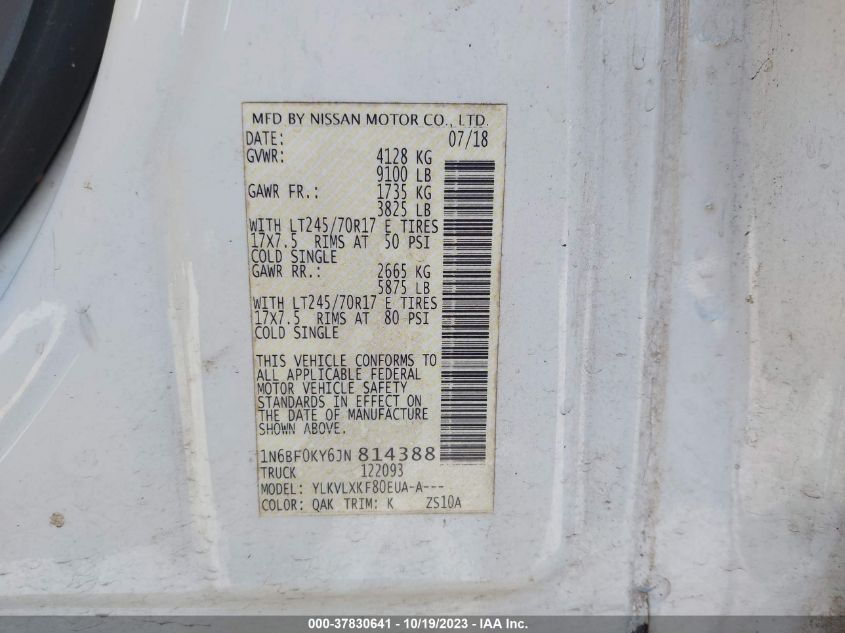 MFD BY NISSAN MOTOR CO., LTD.
DATE: 07/18
GVWR: 4128 KG
9100 LB
GAWR FR.: 1735 KG
3825 LB
WITH LT245/70R17 E TIRES
17X7.5 RIMS AT 50 PSI
COLD SINGLE
GAWR RR.: 2665 KG
5875 LB
WITH LT245/70R17 E TIRES
17X7.5 RIMS AT 80 PSI
COLD SINGLE
THIS VEHICLE CONFORMS TO
ALL APPLICABLE FEDERAL
MOTOR VEHICLE SAFETY
STANDARDS IN EFFECT ON
THE DATE OF MANUFACTURE
SHOWN ABOVE.
1N6BF0KY6JN 814388
TRUCK 122093
MODEL: YLKVLXKF80EUA-A---
COLOR: QAK TRIM: K ZS10A
000-37830641 - 10/19/2023 - IAA Inc.